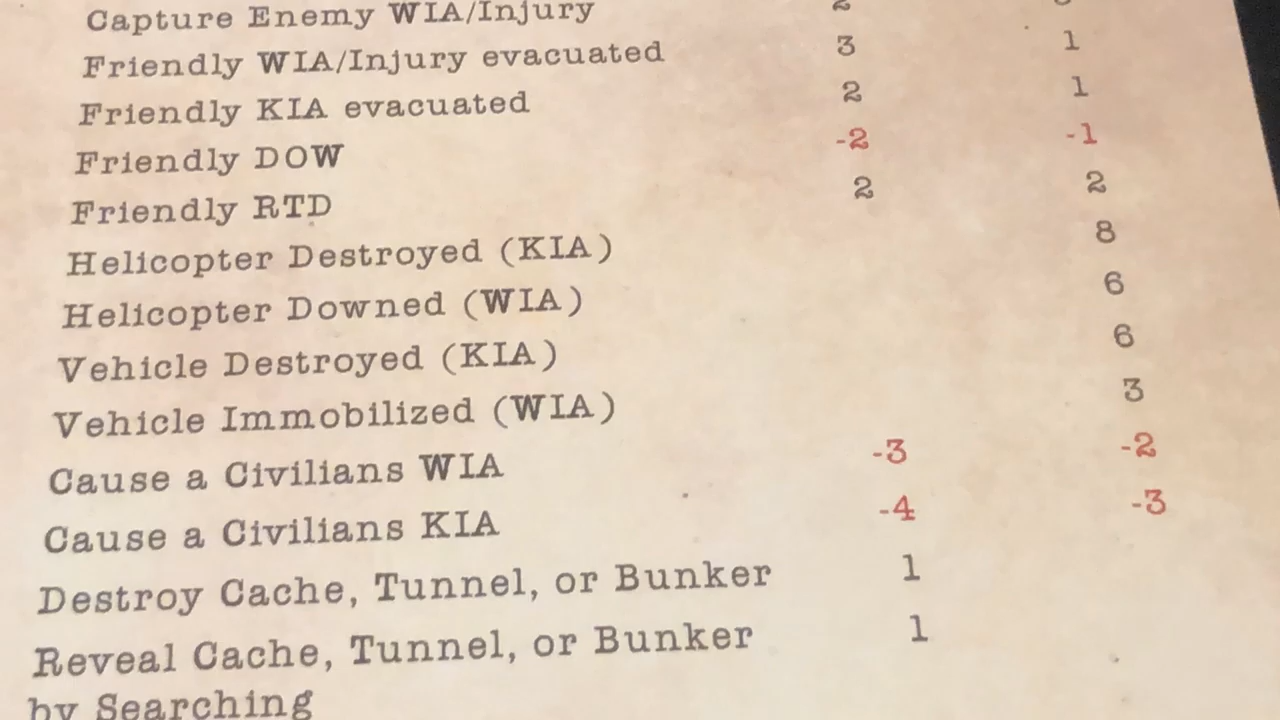 Capture Enemy WIA/Injury 2
Friendly WIA/Injury evacuated 3 1
Friendly KIA evacuated 2 1
Friendly DOW -2 -1
Friendly RTD 2 2
Helicopter Destroyed (KIA) 8
Helicopter Downed (WIA) 6
Vehicle Destroyed (KIA) 6
Vehicle Immobilized (WIA) 3
Cause a Civilians WIA -3 -2
Cause a Civilians KIA -4 -3
Destroy Cache, Tunnel, or Bunker 1
Reveal Cache, Tunnel, or Bunker 1
by Searching